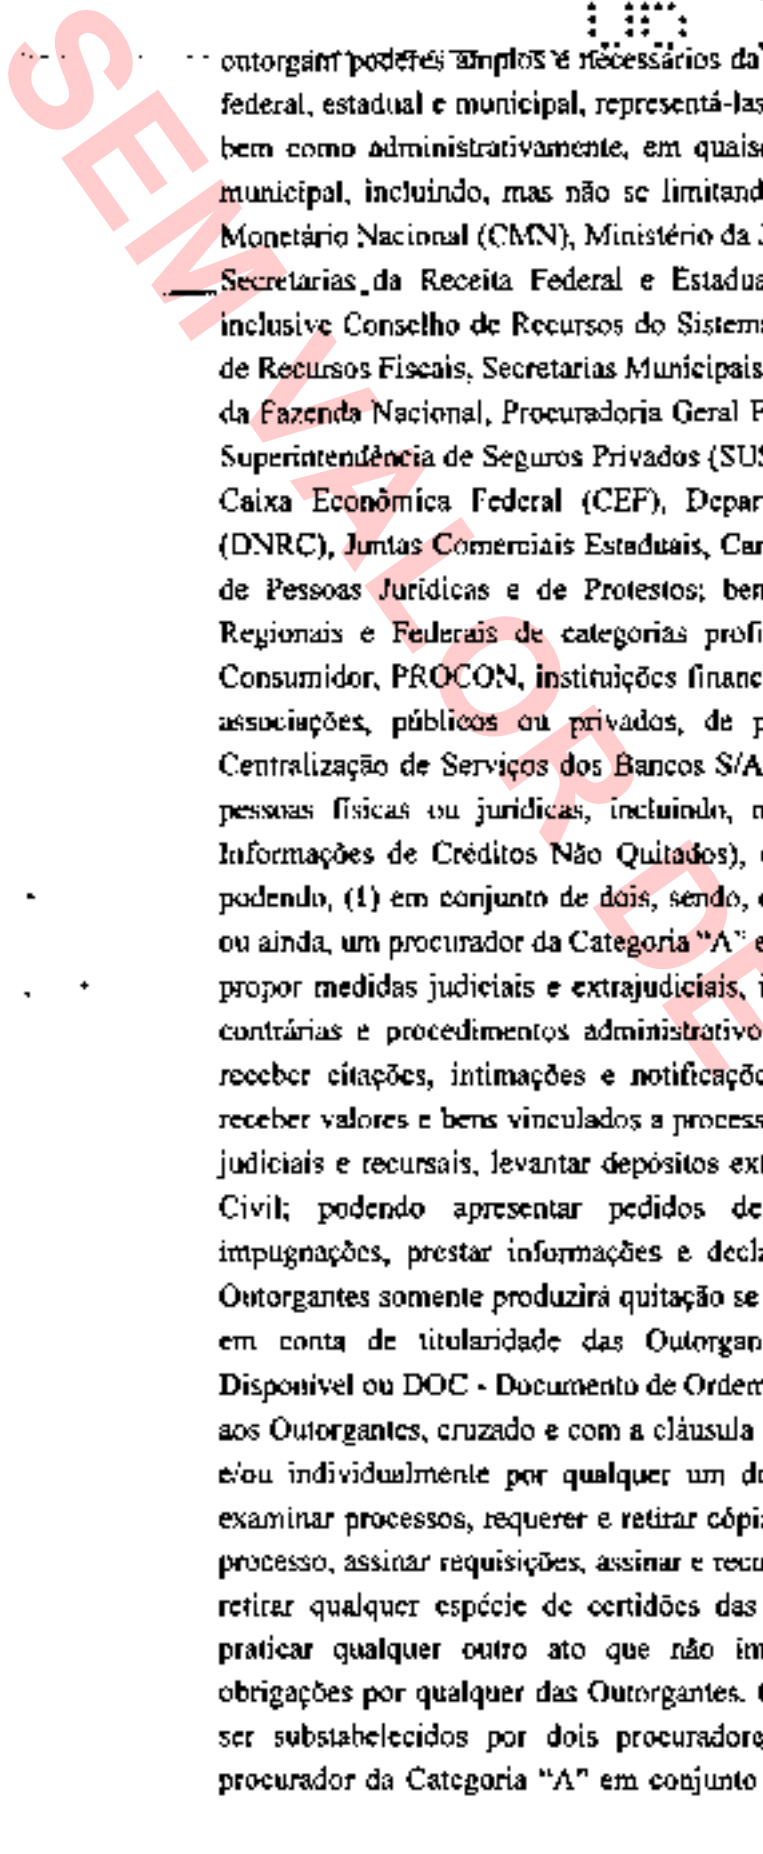 outorgam poderes amplos e necessários da
federal, estadual e municipal, representá-las
bem como administrativamente, em quais
municipal, incluindo, mas não se limitand
Monetário Nacional (CMN), Ministério da J
Secretarias da Receita Federal e Estadua
inclusive Conselho de Recursos do Sistema
de Recursos Fiscais, Secretarias Municipais
da Fazenda Nacional, Procuradoria Geral F
Superintendência de Seguros Privados (SUS
Caixa Econômica Federal (CEF), Depar
(DNRC), Juntas Comerciais Estaduais, Car
de Pessoas Jurídicas e de Protestos; ben
Regionais e Federais de categorias profi
Consumidor, PROCON, instituições financ
associações, públicos ou privados, de p
Centralização de Serviços dos Bancos S/A
pessoas físicas ou jurídicas, incluindo, n
Informações de Créditos Não Quitados),
podendo, (1) em conjunto de dois, sendo,
ou ainda, um procurador da Categoria “A” e
propor medidas judiciais e extrajudiciais, i
contrárias e procedimentos administrativo
receber citações, intimações e notificaçõ
receber valores e bens vinculados a process
judiciais e recursais, levantar depósitos ext
Civil; podendo apresentar pedidos de
impugnações, prestar informações e decla
Outorgantes somente produzirá quitação se
em conta de titularidade das Outorgan
Disponível ou DOC - Documento de Ordem
aos Outorgantes, cruzado e com a cláusula
e/ou individualmente por qualquer um do
examinar processos, requerer e retirar cópia
processo, assinar requisições, assinar e
retirar qualquer espécie de certidões das
praticar qualquer outro ato que não im
obrigações por qualquer das Outorgantes.
ser substabelecidos por dois procuradore
procurador da Categoria “A” em conjunto
SEM VALOR DE